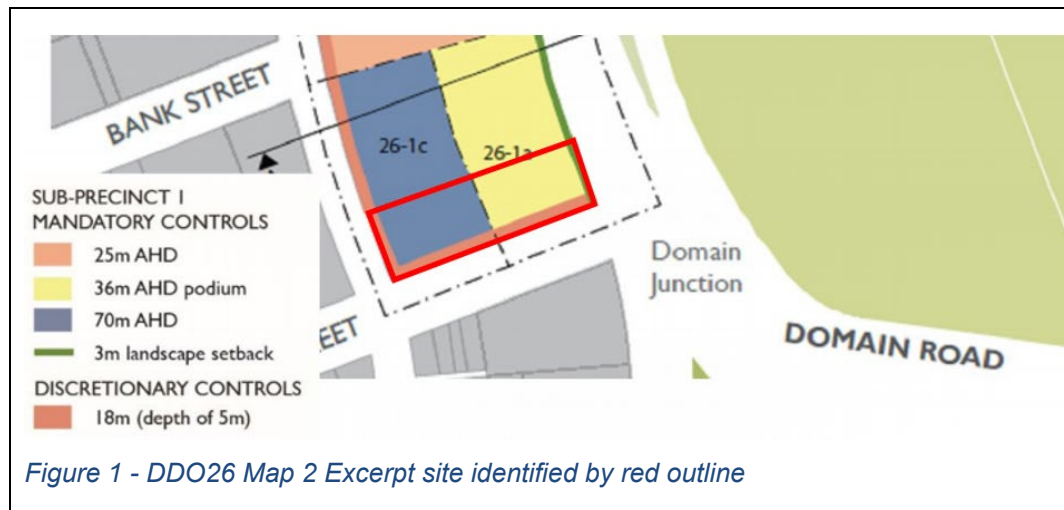 BANK STREET
26-1c
26-1a
SUB-PRECINCT 1
MANDATORY CONTROLS
25m AHD
36m AHD podium
70m AHD
3m landscape setback
DISCRETIONARY CONTROLS
18m (depth of 5m)
EET
Domain
Junction
DOMAIN ROAD
Figure 1 - DDO26 Map 2 Excerpt site identified by red outline